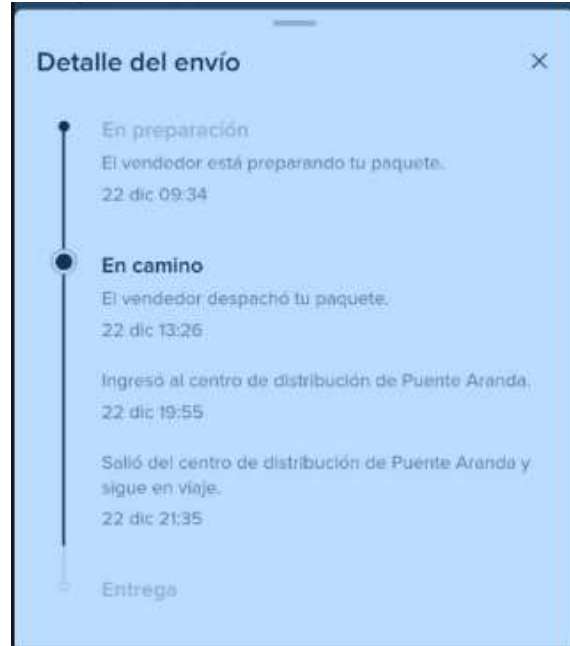 Detalle del envío
En preparación
El vendedor está preparando tu paquete.
22 dic 09:34
En camino
El vendedor despachó tu paquete.
22 dic 13:26
Ingresó al centro de distribución de Puente Aranda.
22 dic 19:55
Salió del centro de distribución de Puente Aranda y
sigue en viaje.
22 dic 21:35
Entrega